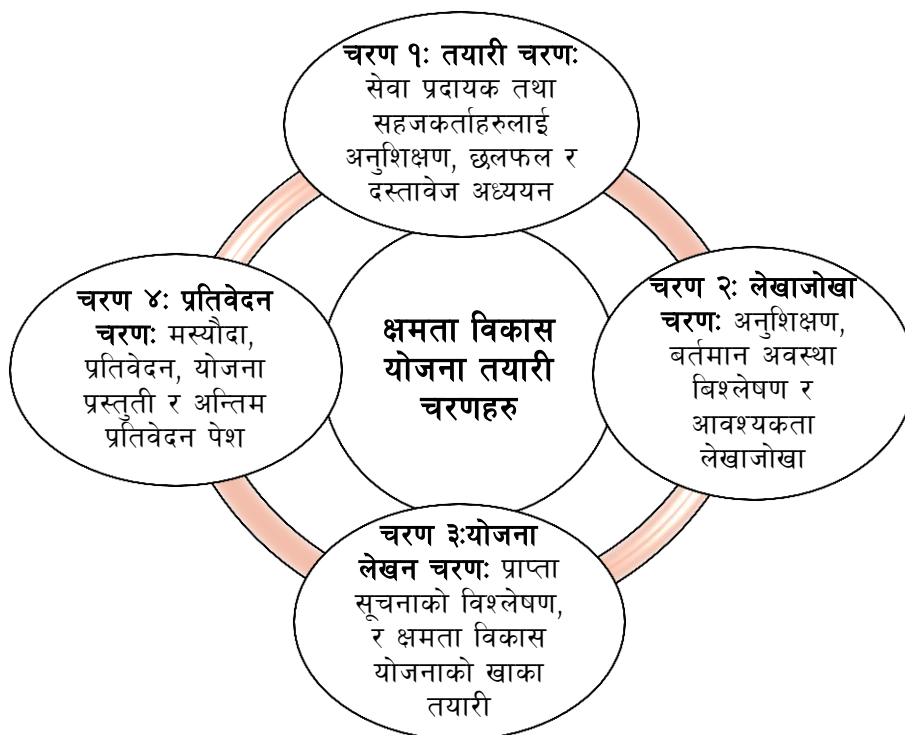 चरण १: तयारी चरण:
सेवा प्रदायक तथा
सहजकर्ताहरुलाई
अनुशिक्षण, छलफल र
दस्तावेज अध्ययन
चरण २: लेखाजोखा
चरण: अनुशिक्षण,
बर्तमान अवस्था
बिश्लेषण र
आवश्यकता
लेखाजोखा
चरण ३:योजना
लेखन चरण: प्राप्ता
सूचनाको विश्लेषण,
र क्षमता विकास
योजनाको खाका
तयारी
चरण ४: प्रतिवेदन
चरण: मस्यौदा,
प्रतिवेदन, योजना
प्रस्तुती र अन्तिम
प्रतिवेदन पेश
क्षमता विकास
योजना तयारी
चरणहरु